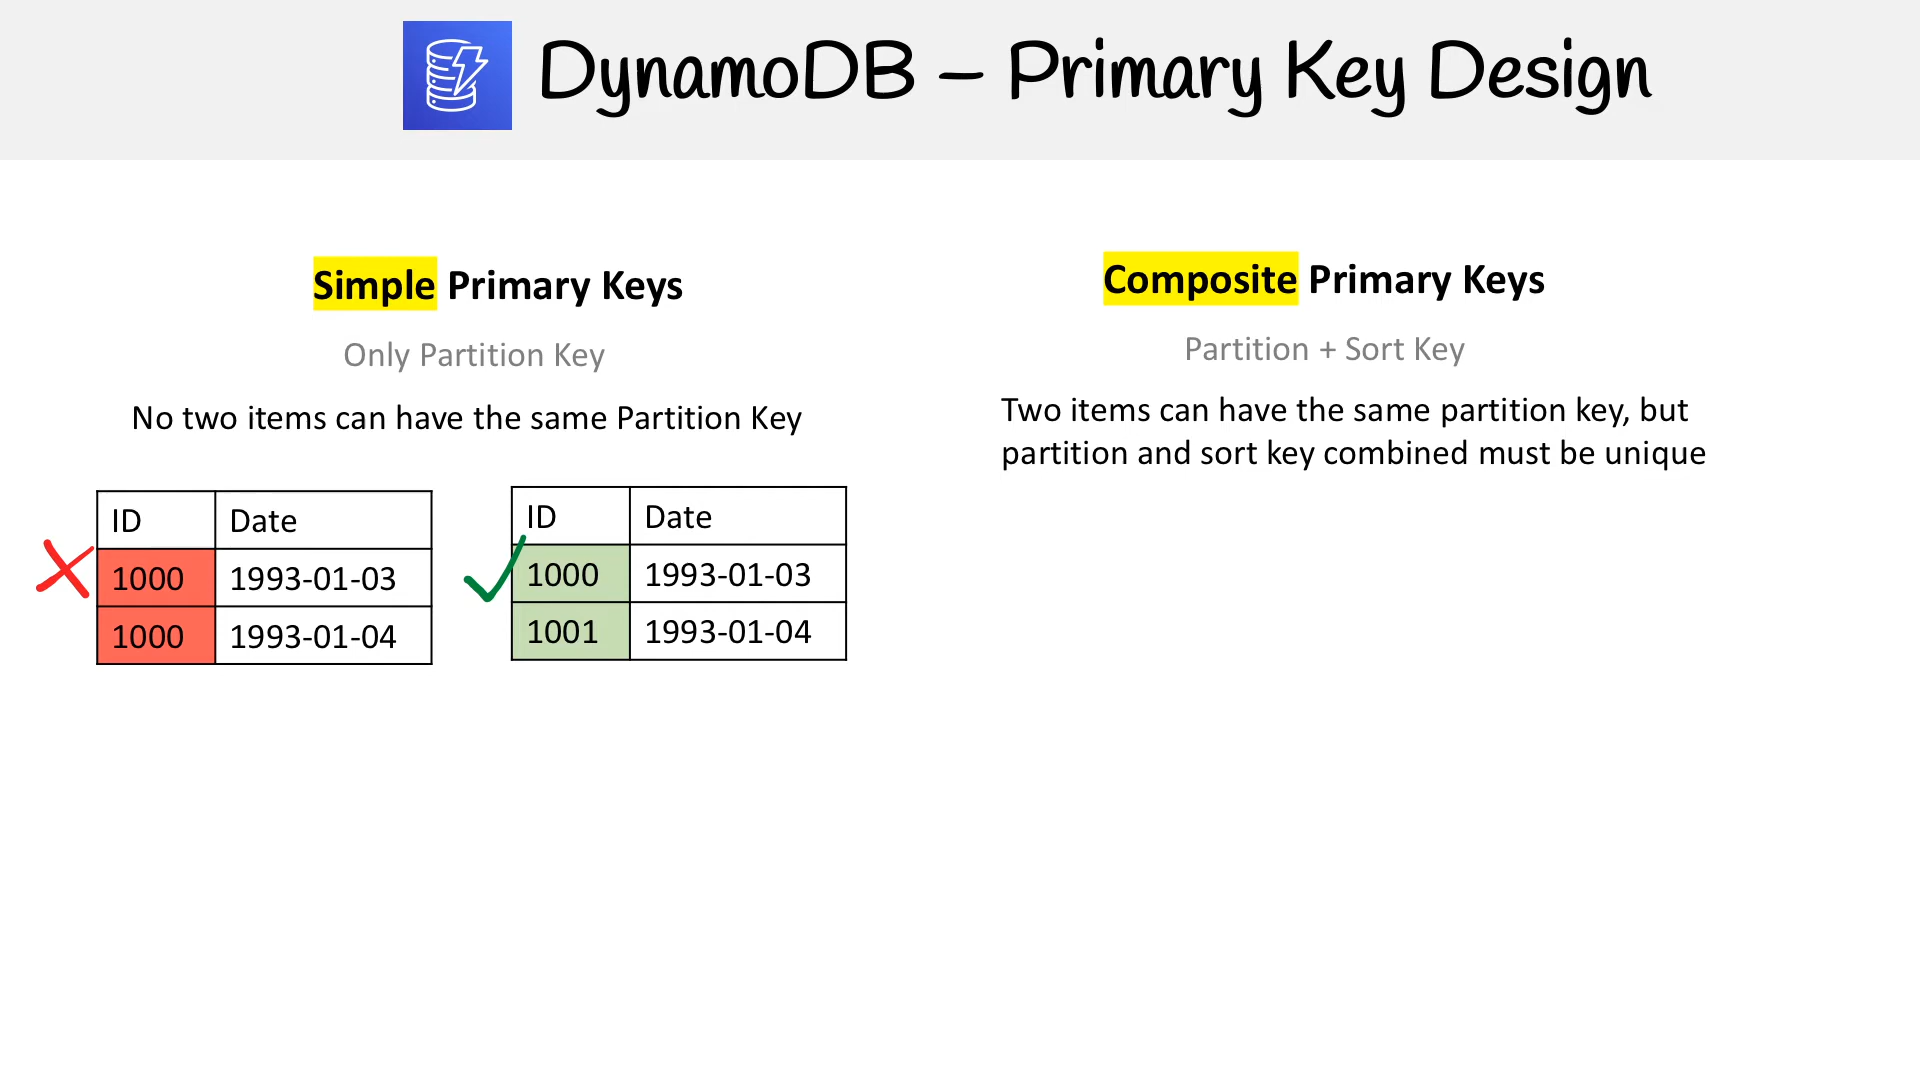 DynamoDB – Primary Key Design
Simple Primary Keys
Only Partition Key
No two items can have the same Partition Key
ID Date
1000 1993-01-03
1000 1993-01-04
ID Date
1000 1993-01-03
1001 1993-01-04
Composite Primary Keys
Partition + Sort Key
Two items can have the same partition key, but
partition and sort key combined must be unique